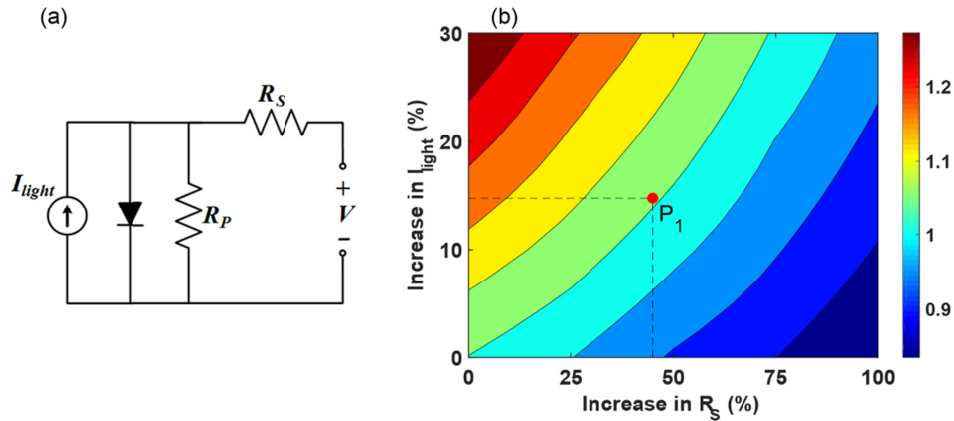 (a)
R_S
I_light
R_P
+
V
−
(b)
30
20
10
0
Increase in I_light (%)
P_1
0 25 50 75 100
Increase in R_S (%)
1.2
1.1
1
0.9